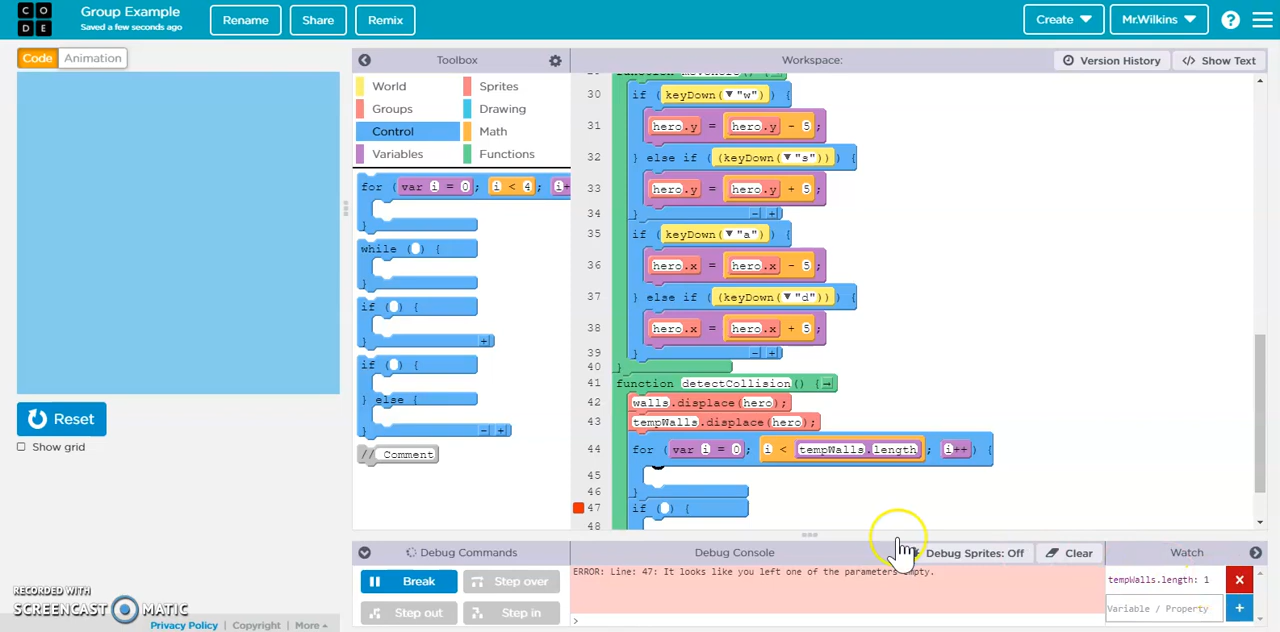 C O
D E
Group Example
Saved a few seconds ago
Rename
Share
Remix
Create
Mr.Wilkins
?
Code
Animation
Toolbox
Workspace:
Version History
</> Show Text
World
Sprites
Groups
Drawing
Control
Math
Variables
Functions
for ( var i = 0; i < 4; i+
}
while ( ) {
}
if ( ) {
}
if ( ) {
} else {
}
// Comment
30 if ( keyDown( "w") ) {
31 hero.y = hero.y - 5 ;
32 } else if ( (keyDown( "s")) ) {
33 hero.y = hero.y + 5 ;
34 }
35 if ( keyDown( "a") ) {
36 hero.x = hero.x - 5 ;
37 } else if ( (keyDown( "d")) ) {
38 hero.x = hero.x + 5 ;
39 }
40 }
41 function detectCollision() {
42 walls.displace(hero);
43 tempWalls.displace(hero);
44 for ( var i = 0; i < tempWalls.length ; i++ ) {
45
46 }
47 if ( ) {
48
Reset
Show grid
Debug Commands
Debug Console
Debug Sprites: Off
Clear
Watch
Break
Step over
Step out
Step in
ERROR: Line: 47: It looks like you left one of the parameters empty.
>
tempWalls.length: 1
Variable / Property
RECORDED WITH
SCREENCAST MATIC
Privacy Policy | Copyright | More